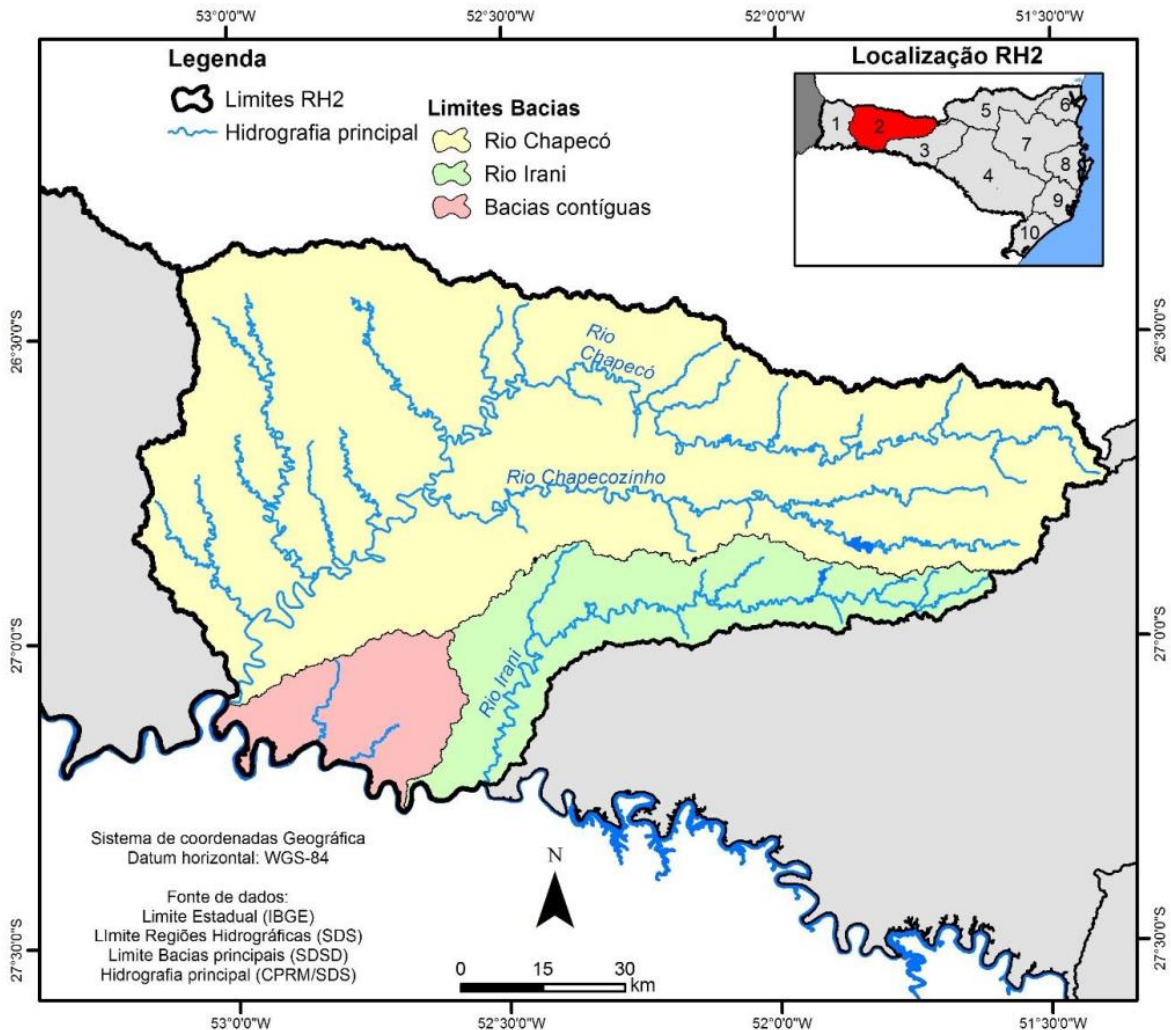 53°0'0"W
52°30'0"W
52°0'0"W
51°30'0"W
Legenda
Limites RH2
Hidrografia principal
Limites Bacias
Rio Chapecó
Rio Irani
Bacias contíguas
Localização RH2
1
2
3
4
5
6
7
8
9
10
26°30'0"S
26°30'0"S
Rio
Chapecó
Rio Chapecozinho
27°0'0"S
27°0'0"S
Rio Irani
Sistema de coordenadas Geográfica
Datum horizontal: WGS-84
Fonte de dados:
Limite Estadual (IBGE)
LImite Regiões Hidrográficas (SDS)
Limite Bacias principais (SDSD)
Hidrografia principal (CPRM/SDS)
N
0 15 30
km
27°30'0"S
27°30'0"S
53°0'0"W
52°30'0"W
52°0'0"W
51°30'0"W